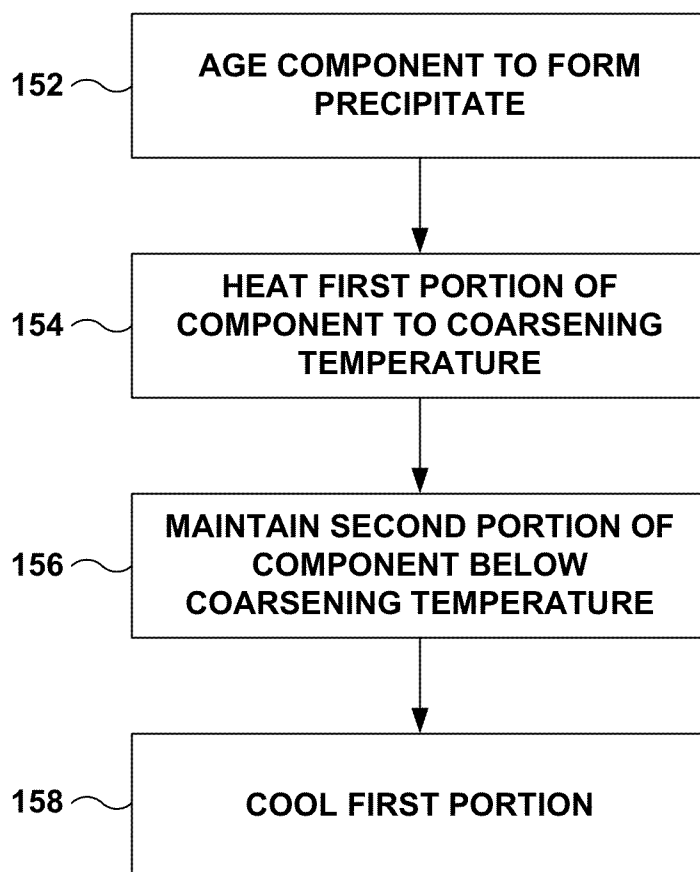 152
AGE COMPONENT TO FORM
PRECIPITATE
154
HEAT FIRST PORTION OF
COMPONENT TO COARSENING
TEMPERATURE
156
MAINTAIN SECOND PORTION OF
COMPONENT BELOW
COARSENING TEMPERATURE
158
COOL FIRST PORTION